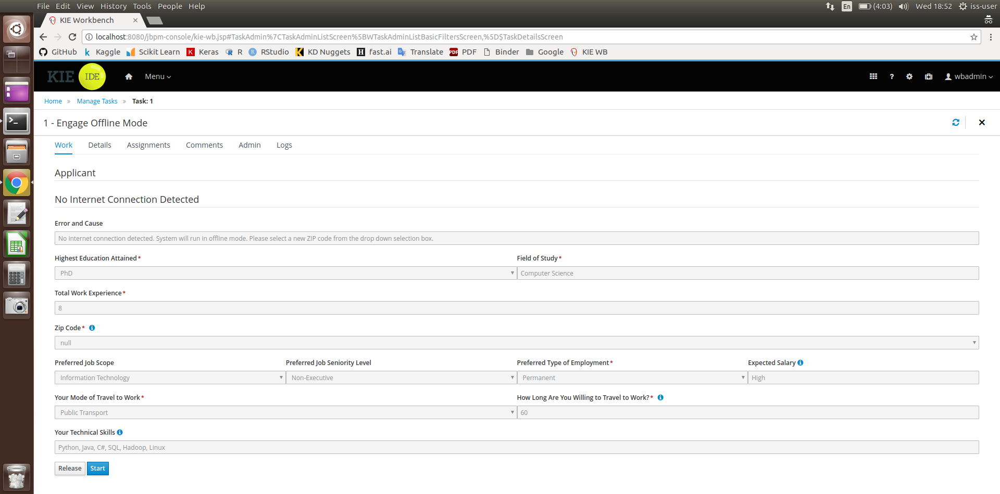 File Edit View History Tools People Help
En (4:03) Wed 18:52 iss-user
KIE Workbench
localhost:8080/jbpm-console/kie-wb.jsp#TaskAdmin%7CTaskAdminListScreen%5BWTaskAdminListBasicFiltersScreen,%5D$TaskDetailsScreen
GitHub k Kaggle Scikit Learn K Keras R R RStudio K KD Nuggets H fast.ai Translate PDF PDF Binder Google KIE WB
KIE IDE Menu ? wbadmin
Home » Manage Tasks » Task: 1
1 - Engage Offline Mode
Work Details Assignments Comments Admin Logs
Applicant
No Internet Connection Detected
Error and Cause
No internet connection detected. System will run in offline mode. Please select a new ZIP code from the drop down selection box.
Highest Education Attained* Field of Study*
PhD Computer Science
Total Work Experience*
8
Zip Code*
null
Preferred Job Scope Preferred Job Seniority Level Preferred Type of Employment* Expected Salary
Information Technology Non-Executive Permanent High
Your Mode of Travel to Work* How Long Are You Willing to Travel to Work?*
Public Transport 60
Your Technical Skills
Python, Java, C#, SQL, Hadoop, Linux
Release Start